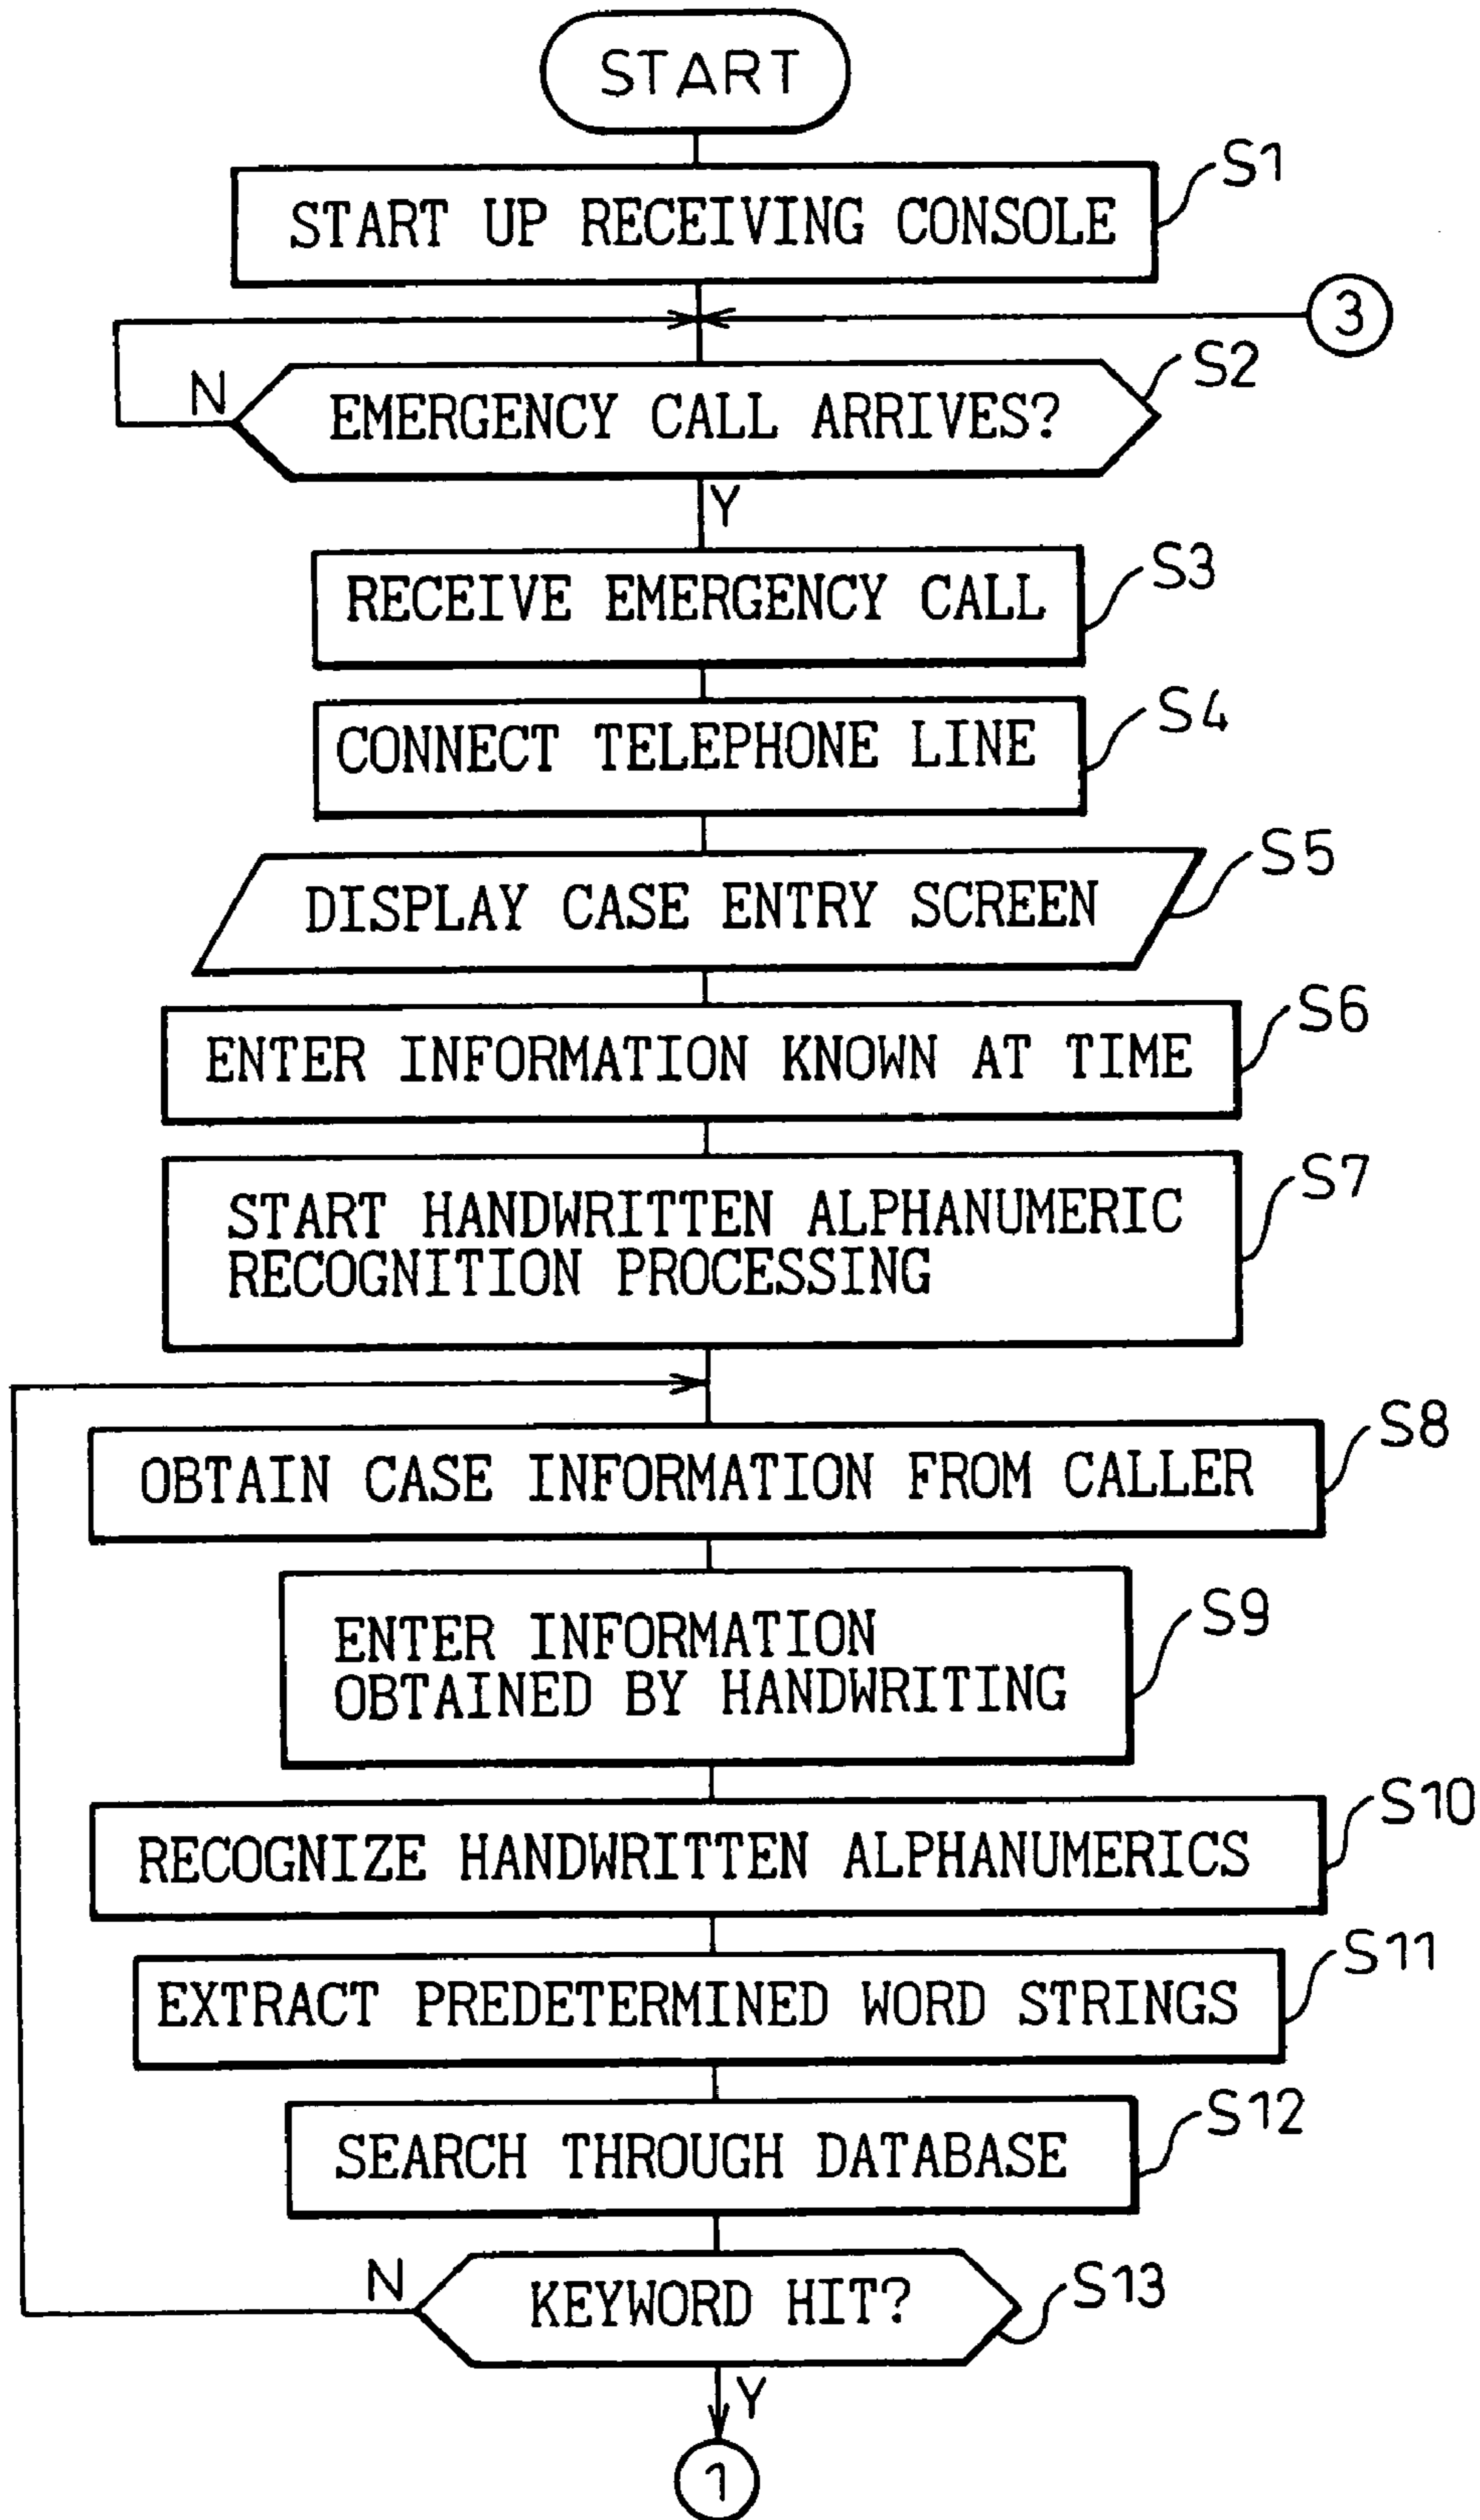 START
START UP RECEIVING CONSOLE
S1
3
N
EMERGENCY CALL ARRIVES?
S2
Y
RECEIVE EMERGENCY CALL
S3
CONNECT TELEPHONE LINE
S4
DISPLAY CASE ENTRY SCREEN
S5
ENTER INFORMATION KNOWN AT TIME
S6
START HANDWRITTEN ALPHANUMERIC
RECOGNITION PROCESSING
S7
OBTAIN CASE INFORMATION FROM CALLER
S8
ENTER INFORMATION
OBTAINED BY HANDWRITING
S9
RECOGNIZE HANDWRITTEN ALPHANUMERICS
S10
EXTRACT PREDETERMINED WORD STRINGS
S11
SEARCH THROUGH DATABASE
S12
N
KEYWORD HIT?
S13
Y
1